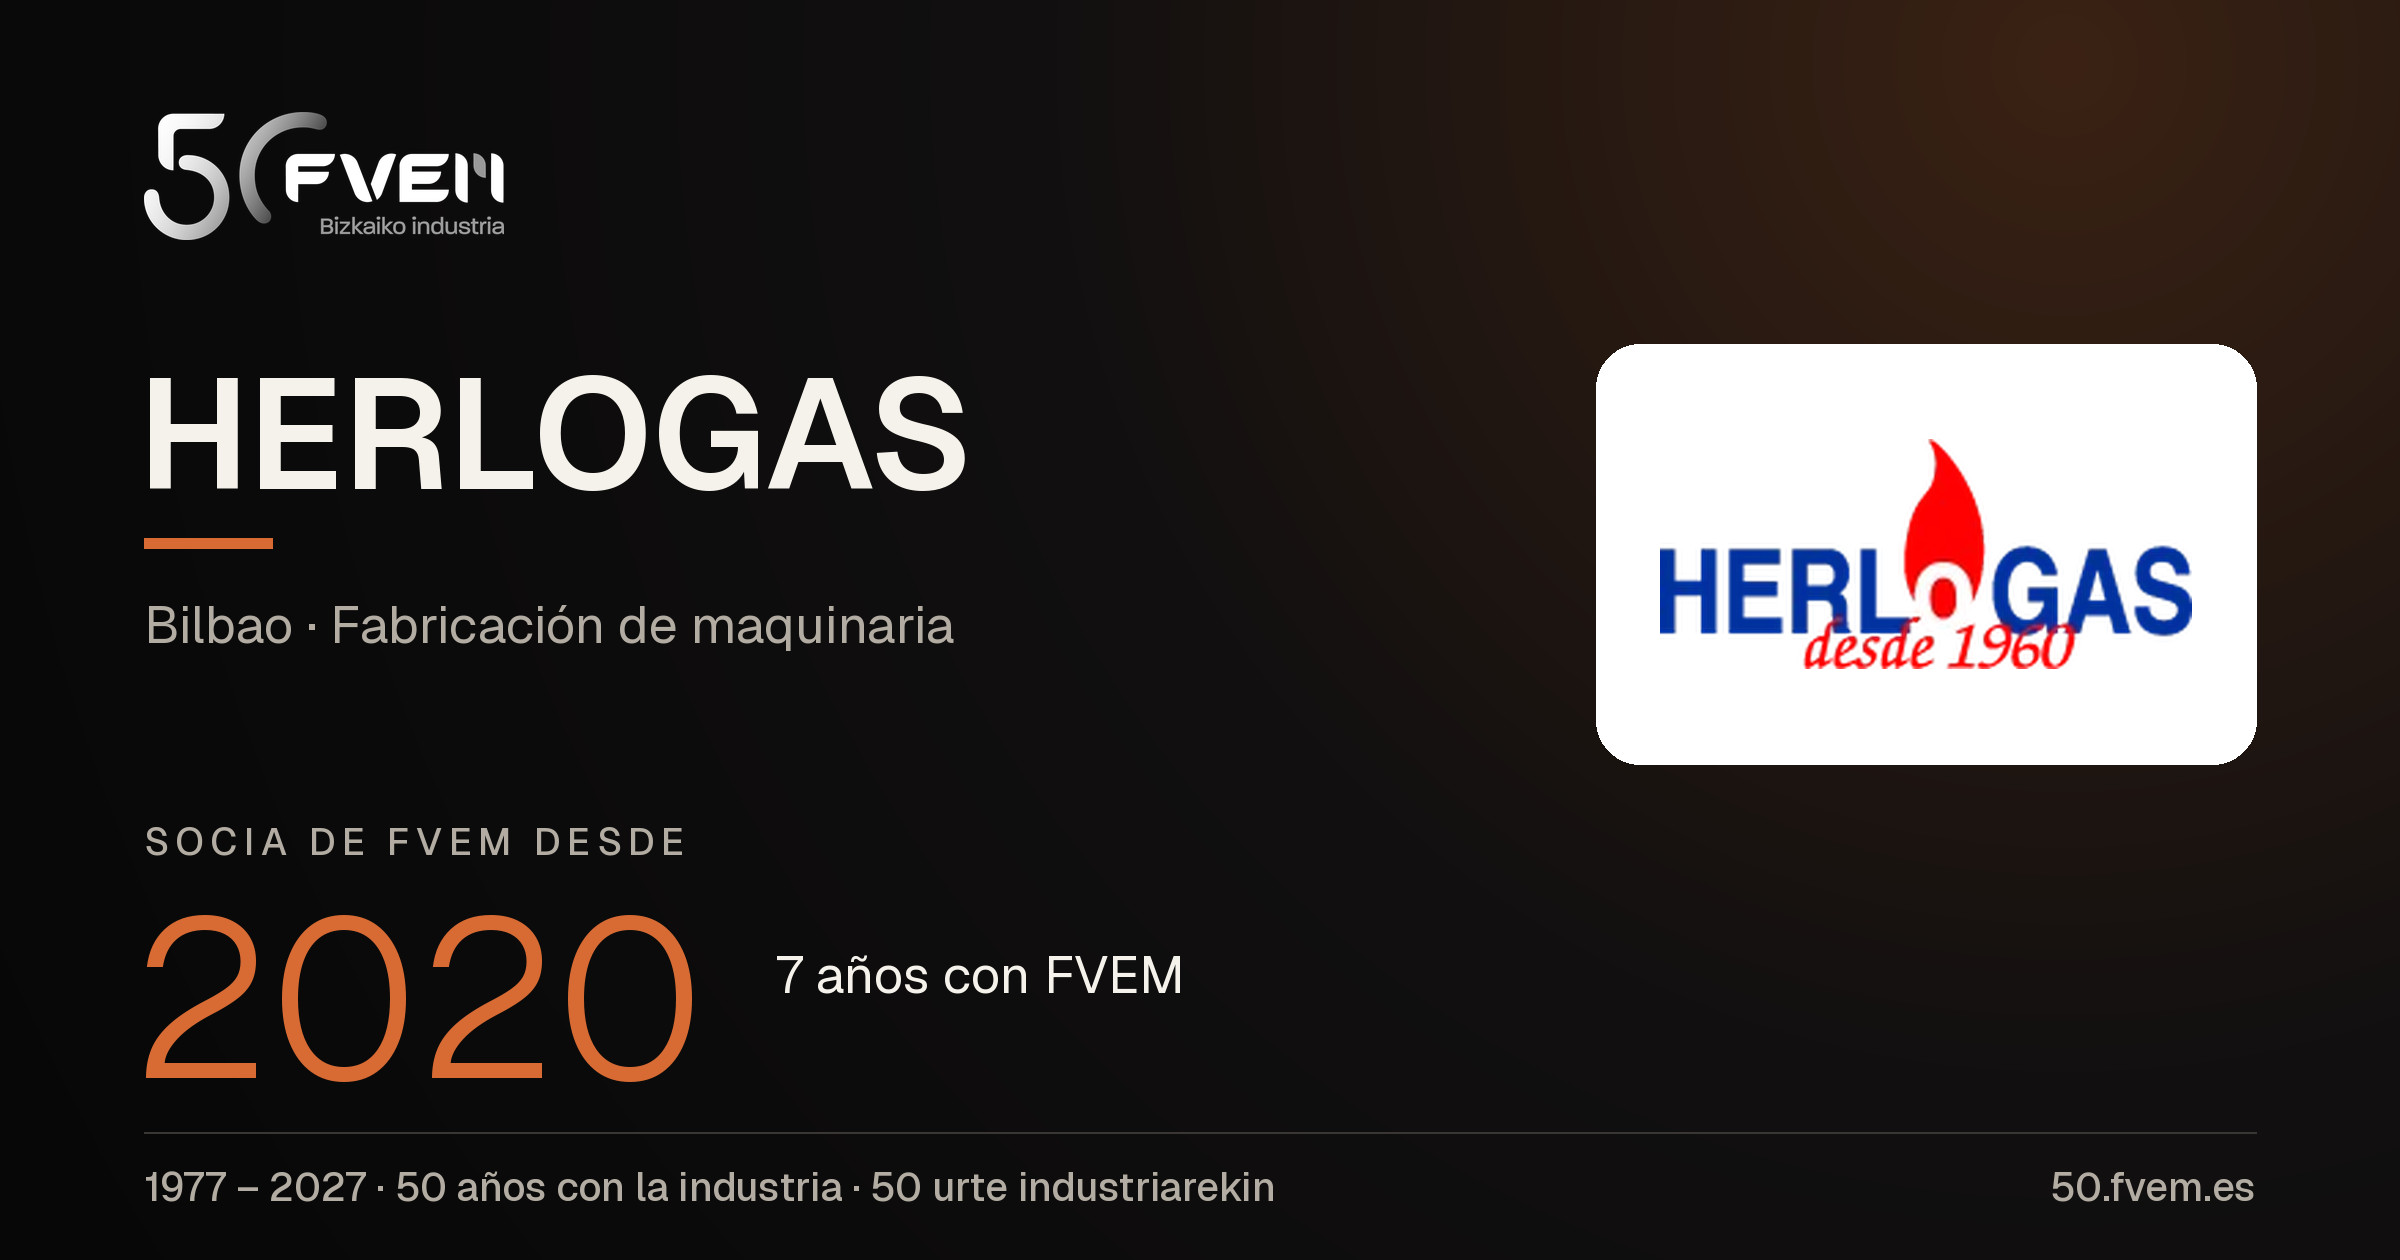 50 FVEM
Bizkaiko industria
HERLOGAS
Bilbao · Fabricación de maquinaria
HERLOGAS
desde 1960
SOCIA DE FVEM DESDE
2020
7 años con FVEM
1977 – 2027 · 50 años con la industria · 50 urte industriarekin
50.fvem.es